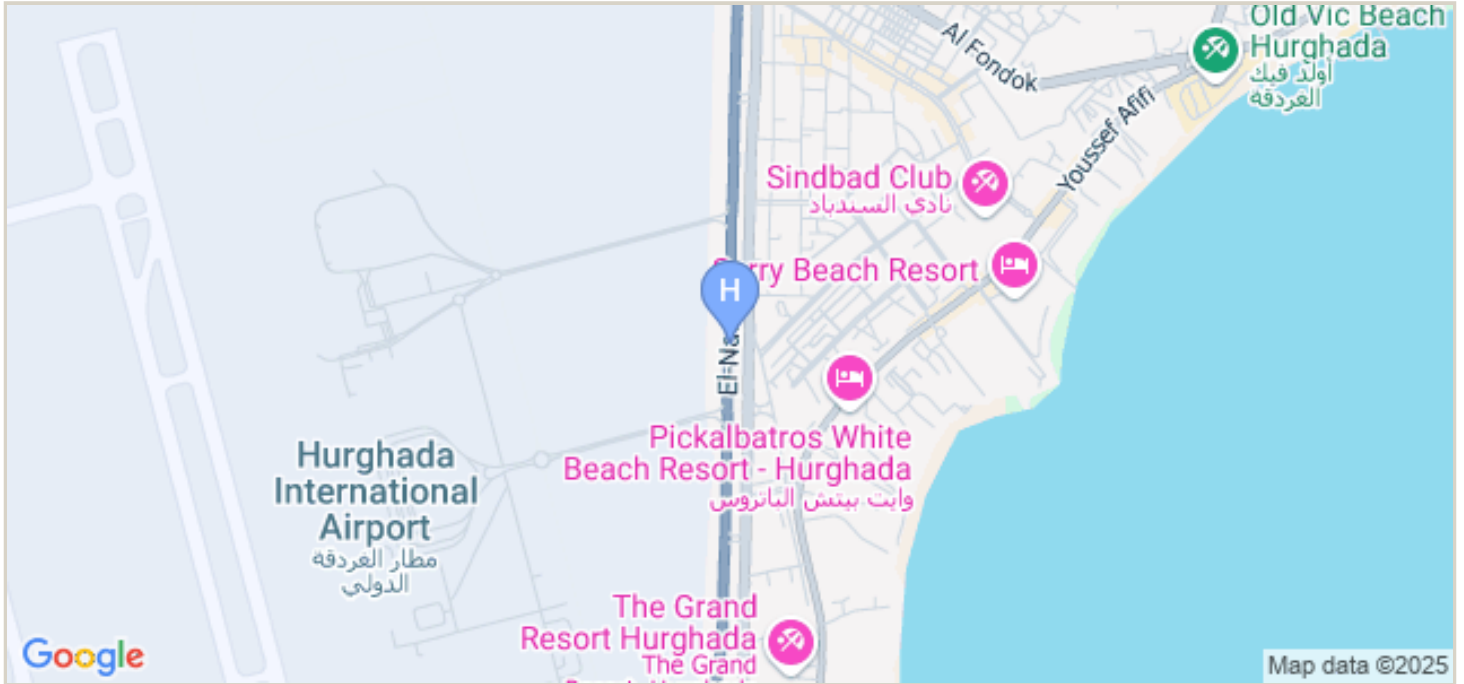 Old Vic Beach
Hurghada
أولد فيك
الغردقة
Al Fondok
Youssef Afifi
Sindbad Club
نادي السندباد
Beach Resort
H
El-Na
Pickalbatros White
Beach Resort - Hurghada
وايت بيتش الباتروس
Hurghada
International
Airport
مطار الغردقة
الدولي
The Grand
Resort Hurghada
The Grand
Google
Map data ©2025